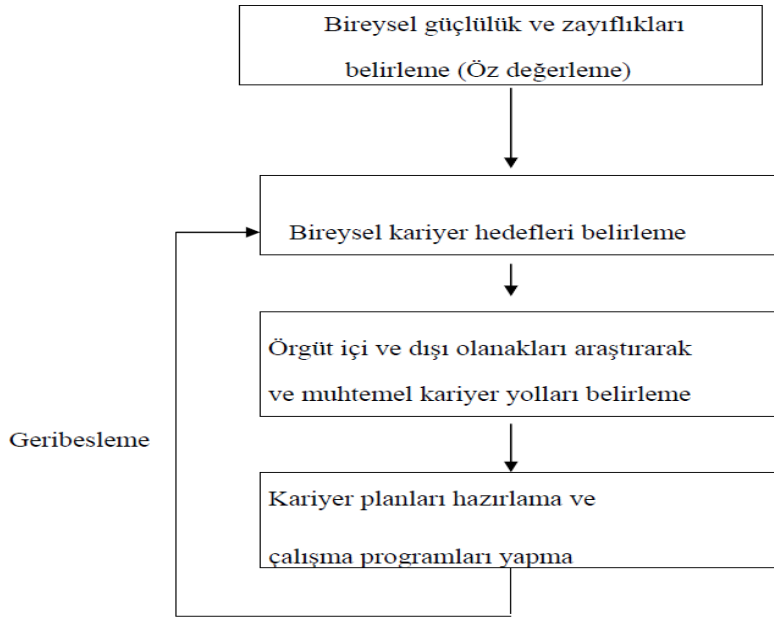 Bireysel güçlülük ve zayıflıkları
belirleme (Öz değerleme)
Bireysel kariyer hedefleri belirleme
Örgüt içi ve dışı olanakları araştırarak
ve muhtemel kariyer yolları belirleme
Geribesleme
Kariyer planları hazırlama ve
çalışma programları yapma